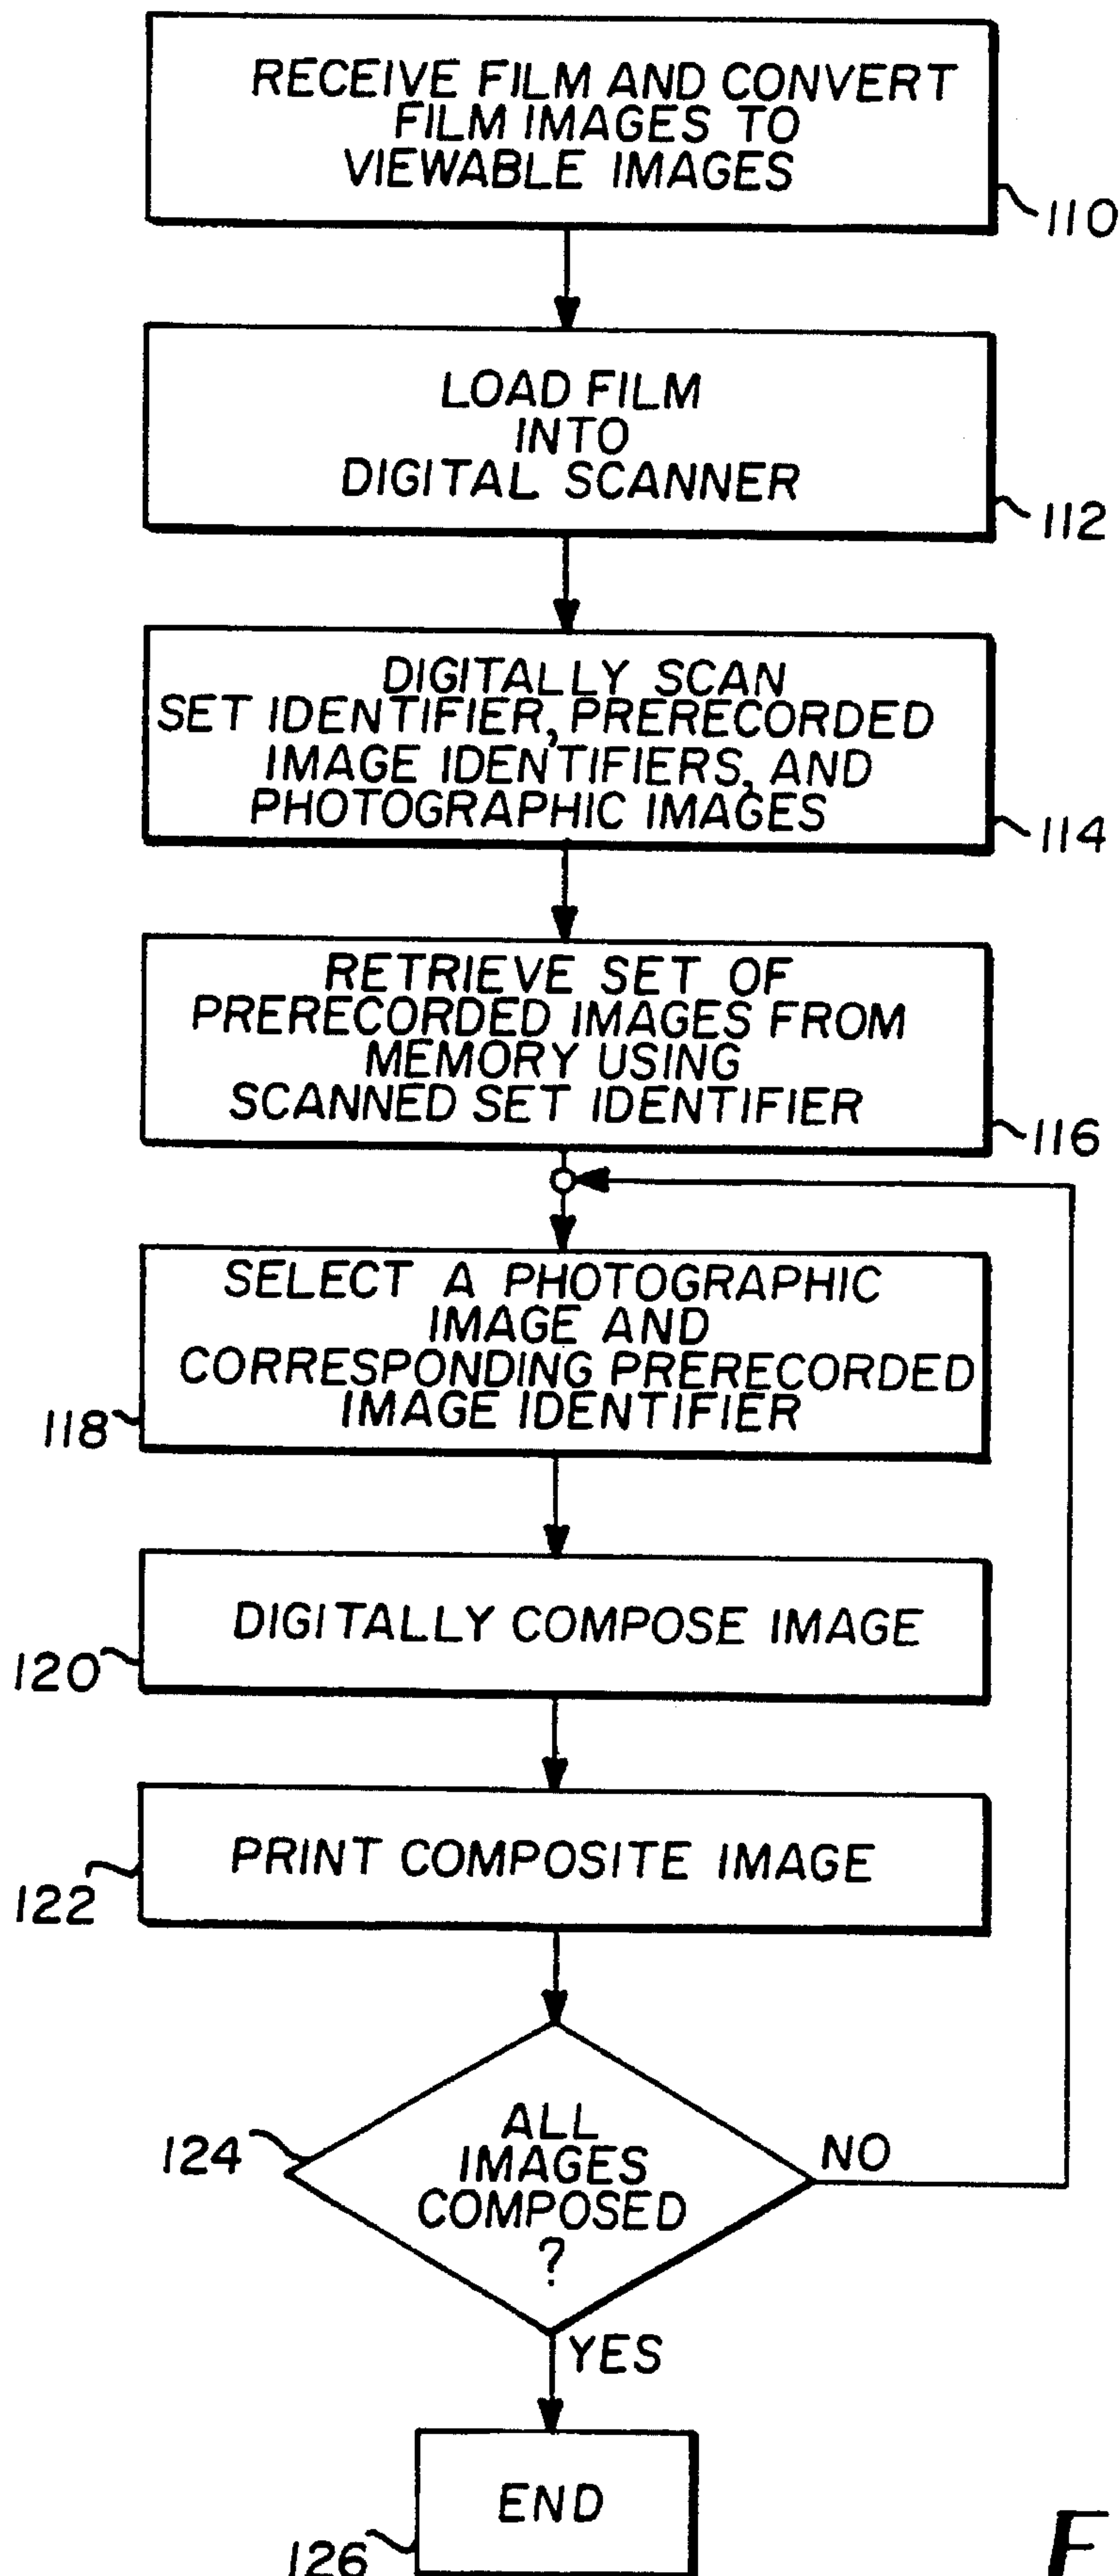 RECEIVE FILM AND CONVERT
FILM IMAGES TO
VIEWABLE IMAGES
110
LOAD FILM
INTO
DIGITAL SCANNER
112
DIGITALLY SCAN
SET IDENTIFIER, PRERECORDED
IMAGE IDENTIFIERS, AND
PHOTOGRAPHIC IMAGES
114
RETRIEVE SET OF
PRERECORDED IMAGES FROM
MEMORY USING
SCANNED SET IDENTIFIER
116
SELECT A PHOTOGRAPHIC
IMAGE AND
CORRESPONDING PRERECORDED
IMAGE IDENTIFIER
118
DIGITALLY COMPOSE IMAGE
120
PRINT COMPOSITE IMAGE
122
ALL
IMAGES
COMPOSED
?
124
NO
YES
END
126